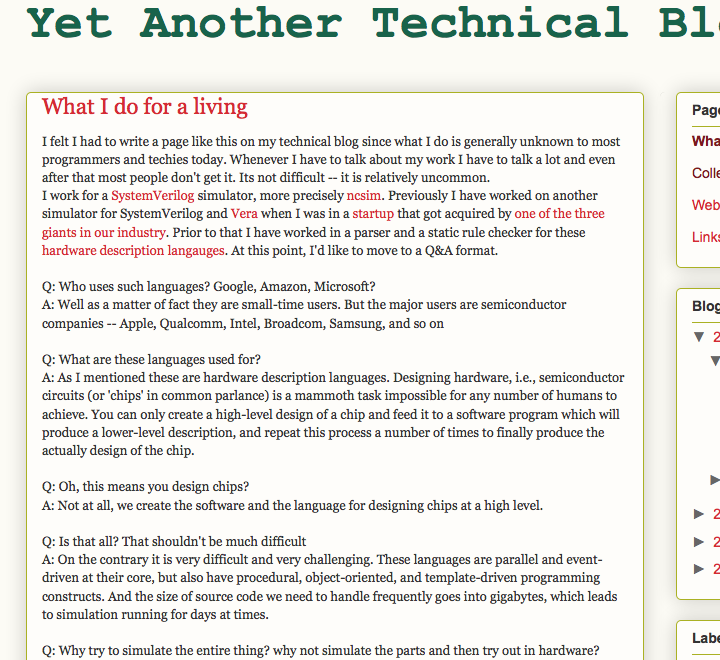 Yet Another Technical Bl
What I do for a living
I felt I had to write a page like this on my technical blog since what I do is generally unknown to most
programmers and techies today. Whenever I have to talk about my work I have to talk a lot and even
after that most people don't get it. Its not difficult -- it is relatively uncommon.
I work for a SystemVerilog simulator, more precisely ncsim. Previously I have worked on another
simulator for SystemVerilog and Vera when I was in a startup that got acquired by one of the three
giants in our industry. Prior to that I have worked in a parser and a static rule checker for these
hardware description langauges. At this point, I'd like to move to a Q&A format.
Q: Who uses such languages? Google, Amazon, Microsoft?
A: Well as a matter of fact they are small-time users. But the major users are semiconductor
companies -- Apple, Qualcomm, Intel, Broadcom, Samsung, and so on
Q: What are these languages used for?
A: As I mentioned these are hardware description languages. Designing hardware, i.e., semiconductor
circuits (or 'chips' in common parlance) is a mammoth task impossible for any number of humans to
achieve. You can only create a high-level design of a chip and feed it to a software program which will
produce a lower-level description, and repeat this process a number of times to finally produce the
actually design of the chip.
Q: Oh, this means you design chips?
A: Not at all, we create the software and the language for designing chips at a high level.
Q: Is that all? That shouldn't be much difficult
A: On the contrary it is very difficult and very challenging. These languages are parallel and event-
driven at their core, but also have procedural, object-oriented, and template-driven programming
constructs. And the size of source code we need to handle frequently goes into gigabytes, which leads
to simulation running for days at times.
Q: Why try to simulate the entire thing? why not simulate the parts and then try out in hardware?
Page
Wha
Colle
Web
Links
Blog
▼ 2
▼
►
► 2
► 2
► 2
Labe